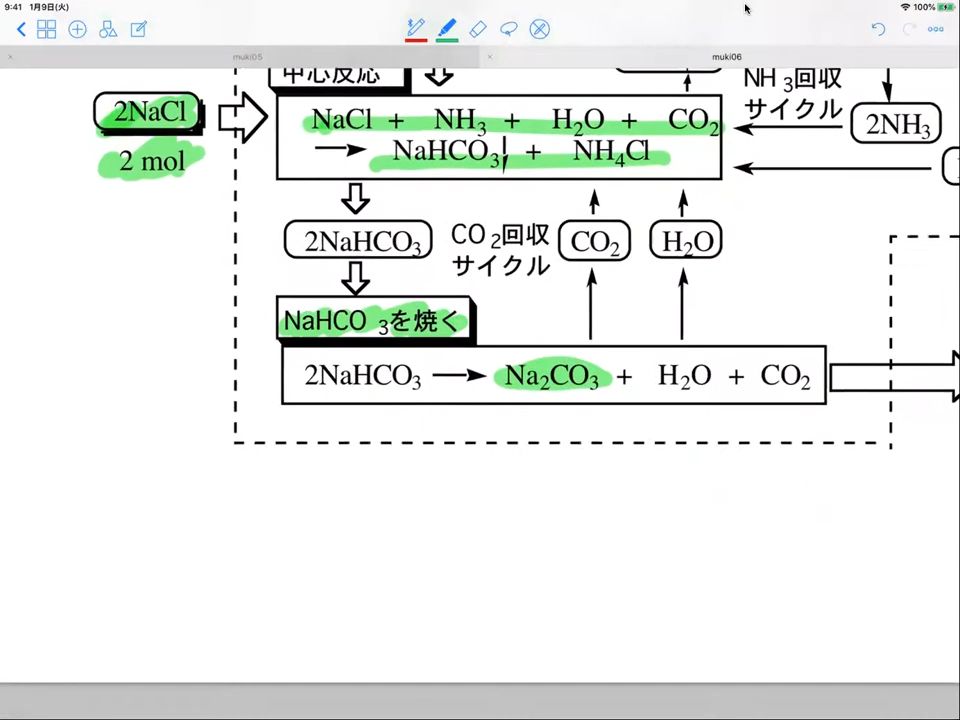 9:41 1月9日(火) 100%
muki05 muki06
中心反応
NH3回収
サイクル
2NaCl
2 mol
NaCl + NH3 + H2O + CO2
→ NaHCO3↓ + NH4Cl
2NH3
2NaHCO3
CO2回収
サイクル
CO2
H2O
NaHCO3を焼く
2NaHCO3 → Na2CO3 + H2O + CO2